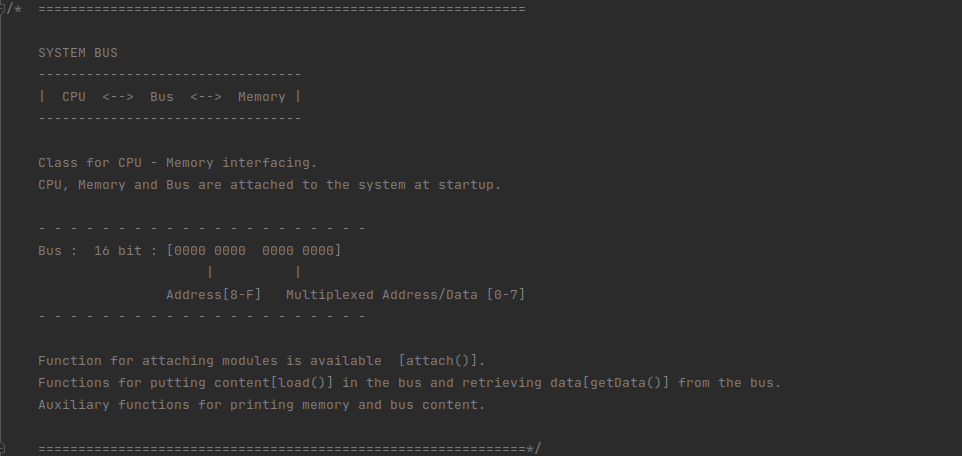 /*  =============================================================
SYSTEM BUS
---------------------------------
|  CPU  <-->  Bus  <-->  Memory |
---------------------------------
Class for CPU - Memory interfacing.
CPU, Memory and Bus are attached to the system at startup.
- - - - - - - - - - - - - - - - - - - - -
Bus :  16 bit : [0000 0000  0000 0000]
|          |
Address[8-F]   Multiplexed Address/Data [0-7]
- - - - - - - - - - - - - - - - - - - - -
Function for attaching modules is available  [attach()].
Functions for putting content[load()] in the bus and retrieving data[getData()] from the bus.
Auxiliary functions for printing memory and bus content.
=============================================================*/